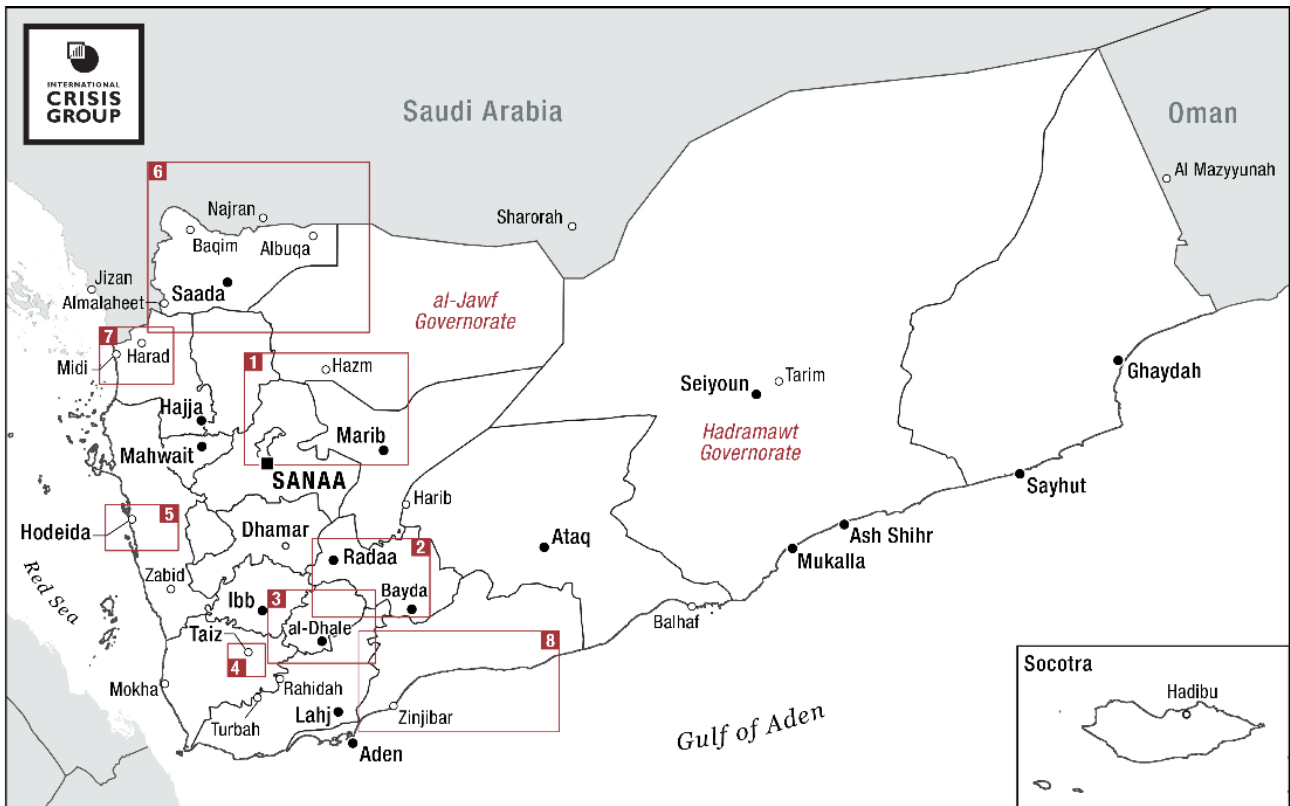 INTERNATIONAL
CRISIS
GROUP
Saudi Arabia
Oman
Al Mazyyunah
6
Najran
Sharorah
Baqim
Albuqa
Jizan
Saada
Almalaheet
al-Jawf
Governorate
7
Harad
Midi
1
Hazm
Ghaydah
Seiyoun
Tarim
Hajja
Marib
Hadramawt
Governorate
Mahwait
SANAA
Sayhut
Harib
5
Hodeida
Dhamar
Ash Shihr
Ataq
2
Radaa
Mukalla
Red Sea
Zabid
Bayda
3
Ibb
Balhaf
al-Dhale
Taiz
8
4
Socotra
Rahidah
Mokha
Hadibu
Lahj
Zinjibar
Turbah
Gulf of Aden
Aden